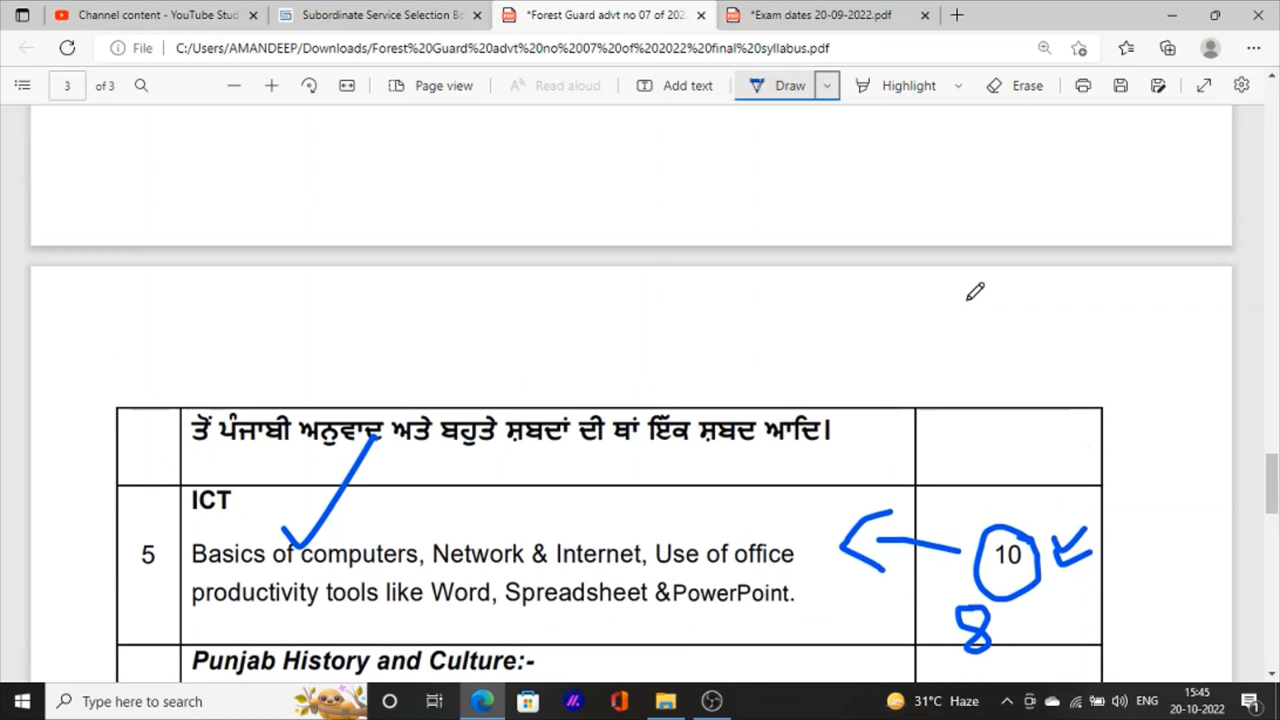 Channel content - YouTube Stud
Subordinate Service Selection Bo
*Forest Guard advt no 07 of 202
*Exam dates 20-09-2022.pdf
File
C:/Users/AMANDEEP/Downloads/Forest%20Guard%20advt%20no%2007%20of%202022%20final%20syllabus.pdf
3 of 3
Page view
Read aloud
Add text
Draw
Highlight
Erase
ਤੋਂ ਪੰਜਾਬੀ ਅਨੁਵਾਦ ਅਤੇ ਬਹੁਤੇ ਸ਼ਬਦਾਂ ਦੀ ਥਾਂ ਇੱਕ ਸ਼ਬਦ ਆਦਿ।
ICT
5 Basics of computers, Network & Internet, Use of office 10
productivity tools like Word, Spreadsheet &PowerPoint.
8
Punjab History and Culture:-
Type here to search
31°C Haze
ENG
15:45
20-10-2022
1